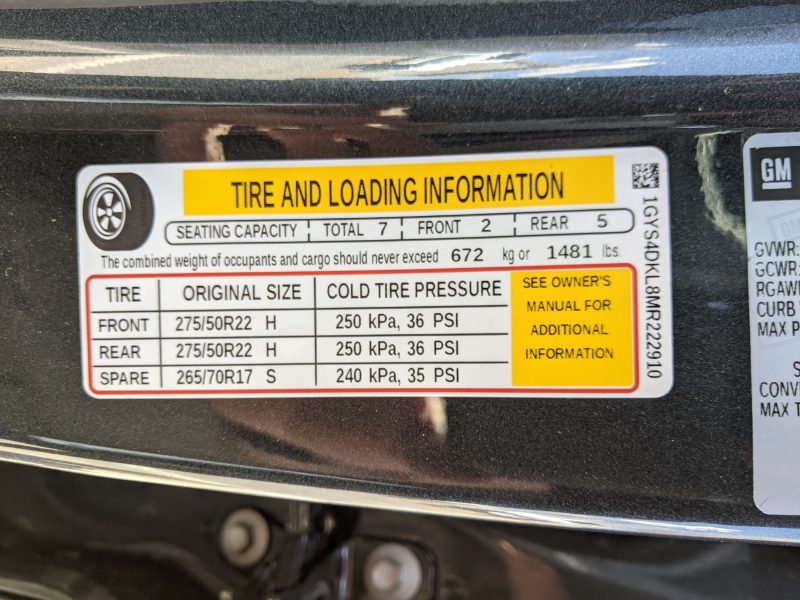 TIRE AND LOADING INFORMATION
SEATING CAPACITY TOTAL 7 FRONT 2 REAR 5
The combined weight of occupants and cargo should never exceed 672 kg or 1481 lbs.
TIRE ORIGINAL SIZE COLD TIRE PRESSURE
FRONT 275/50R22 H 250 kPa, 36 PSI
REAR 275/50R22 H 250 kPa, 36 PSI
SPARE 265/70R17 S 240 kPa, 35 PSI
SEE OWNER'S
MANUAL FOR
ADDITIONAL
INFORMATION
1GYS4DKL8MR222910
GM
GVWR:
GCWR:
RGAWR
CURB
MAX P
S
CONV
MAX T